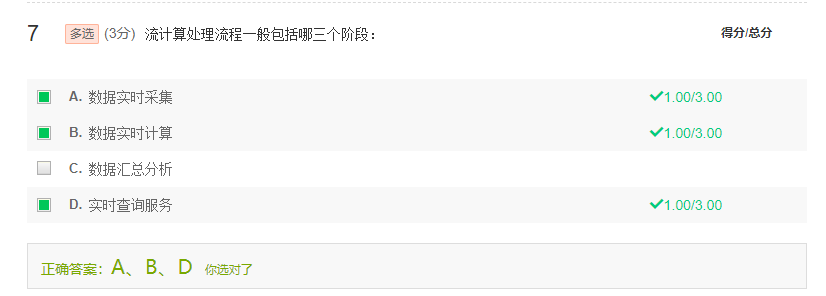 7 多选 (3分) 流计算处理流程一般包括哪三个阶段： 得分/总分
A. 数据实时采集 1.00/3.00
B. 数据实时计算 1.00/3.00
C. 数据汇总分析
D. 实时查询服务 1.00/3.00
正确答案：A、B、D 你选对了